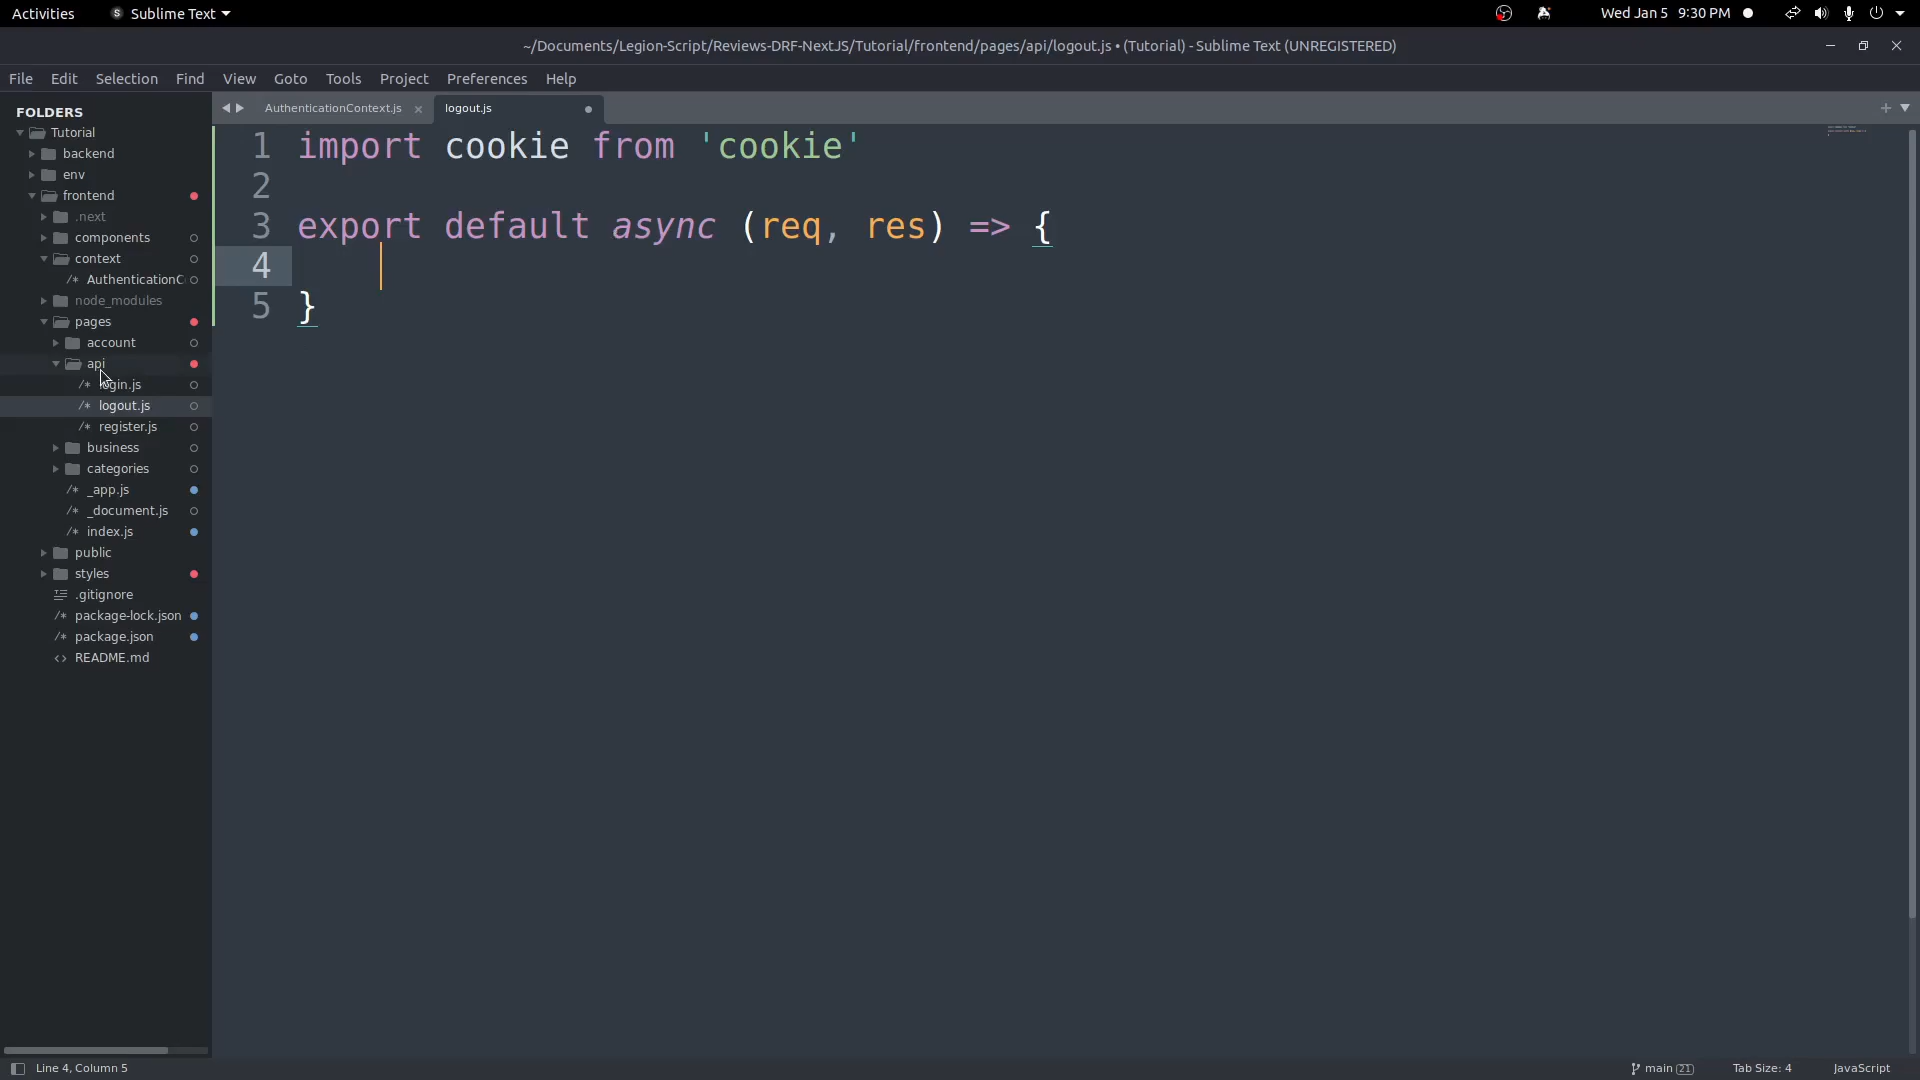 Activities
Sublime Text
Wed Jan 5 9:30 PM
~/Documents/Legion-Script/Reviews-DRF-NextJS/Tutorial/frontend/pages/api/logout.js • (Tutorial) - Sublime Text (UNREGISTERED)
File Edit Selection Find View Goto Tools Project Preferences Help
FOLDERS
Tutorial
backend
env
frontend
.next
components
context
/* AuthenticationC
node_modules
pages
account
api
/* login.js
/* logout.js
/* register.js
business
categories
/* _app.js
/* _document.js
/* index.js
public
styles
.gitignore
/* package-lock.json
/* package.json
<> README.md
AuthenticationContext.js
logout.js
1 import cookie from 'cookie'
2
3 export default async (req, res) => {
4
5 }
Line 4, Column 5
main 21
Tab Size: 4
JavaScript